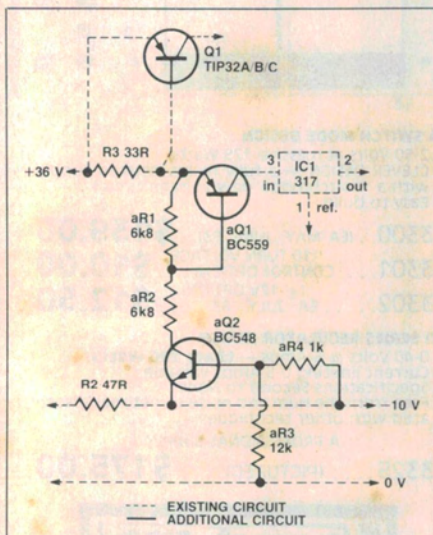 Q1
TIP32A/B/C
R3 33R
+36 V
3
IC1
317
2
in
out
1 ref.
aQ1
BC559
aR1
6k8
aR2
6k8
aQ2
BC548
aR4 1k
R2 47R
10 V
aR3
12k
0 V
EXISTING CIRCUIT
ADDITIONAL CIRCUIT